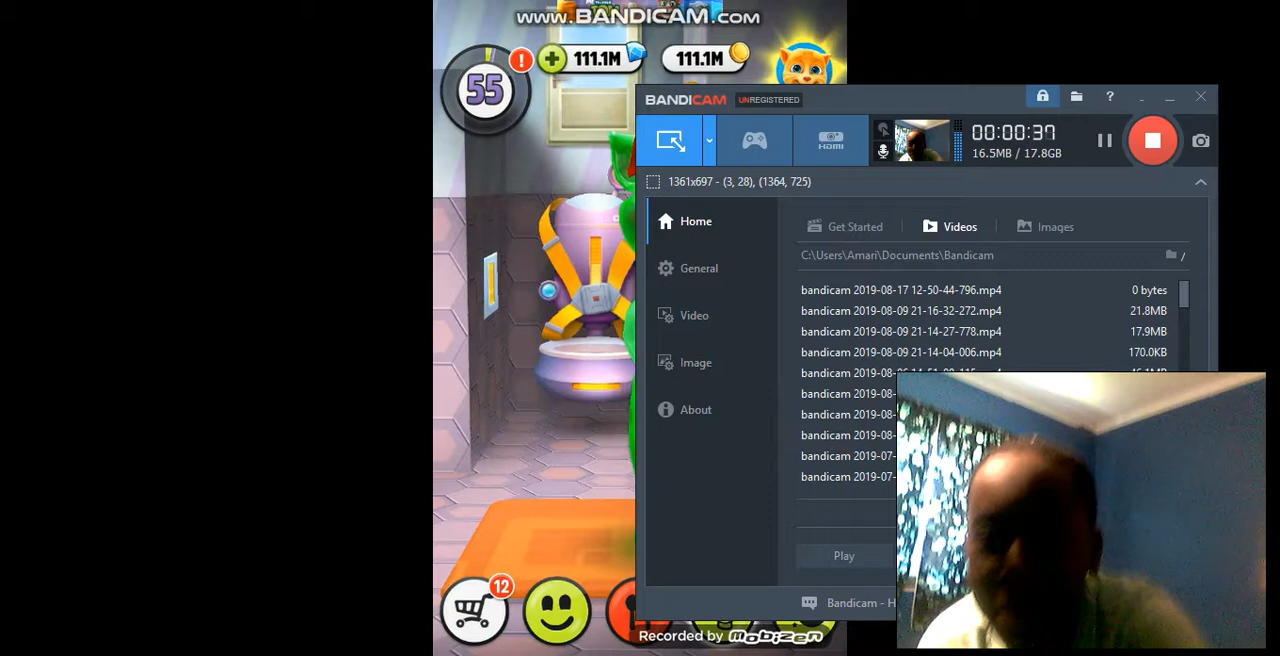 www.BANDICAM.com
55
!
111.1M
111.1M
BANDICAM UNREGISTERED
?
HDMI
00:00:37
16.5MB / 17.8GB
1361x697 - (3, 28), (1364, 725)
Home
General
Video
Image
About
Get Started
Videos
Images
C:\Users\Amari\Documents\Bandicam
/
bandicam 2019-08-17 12-50-44-796.mp4 0 bytes
bandicam 2019-08-09 21-16-32-272.mp4 21.8MB
bandicam 2019-08-09 21-14-27-778.mp4 17.9MB
bandicam 2019-08-09 21-14-04-006.mp4 170.0KB
bandicam 2019-08-
bandicam 2019-08-
bandicam 2019-08-
bandicam 2019-07-
bandicam 2019-07-
Play
Bandicam - H
12
Recorded by Mobizen